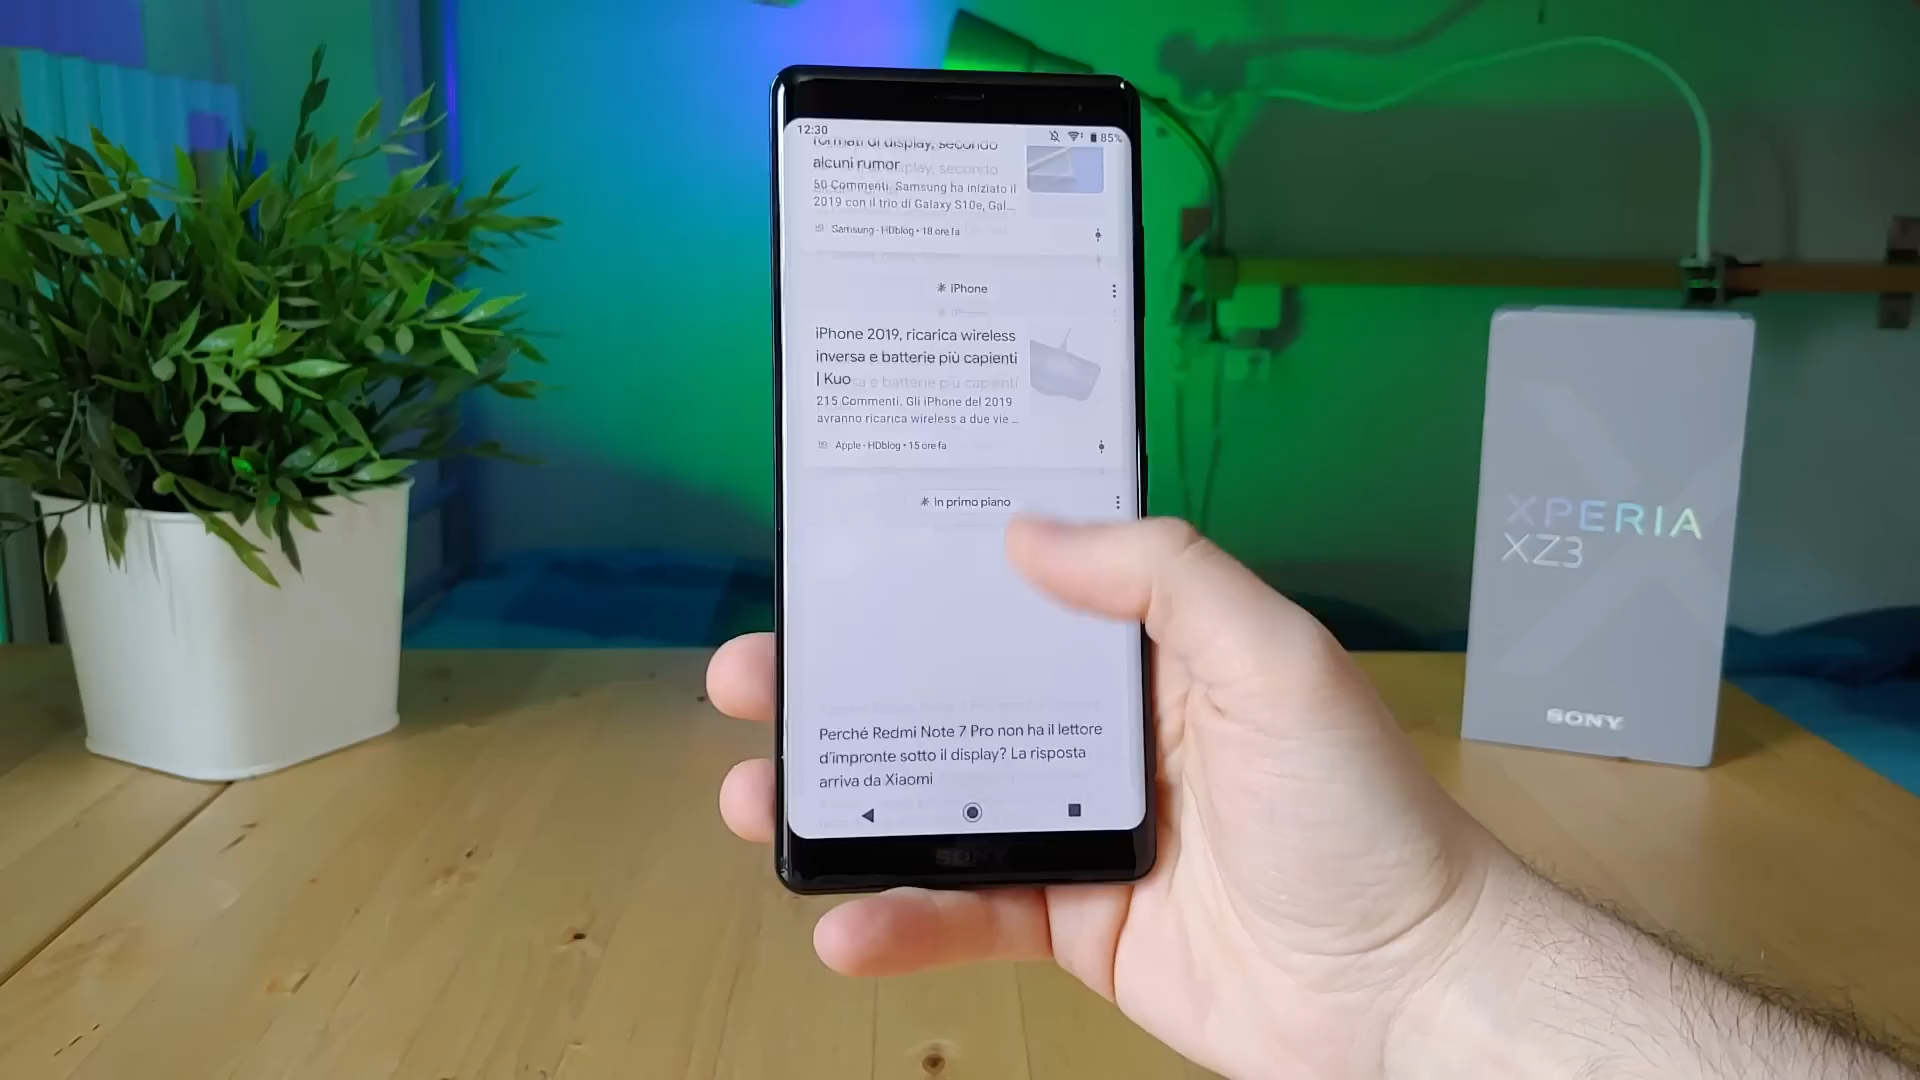 12:30
85%
formati di display, secondo
alcuni rumor
50 Commenti. Samsung ha iniziato il
2019 con il trio di Galaxy S10e, Gal...
Samsung - HDblog • 18 ore fa
iPhone
iPhone 2019, ricarica wireless
inversa e batterie più capienti
| Kuo
215 Commenti. Gli iPhone del 2019
avranno ricarica wireless a due vie ...
Apple - HDblog • 15 ore fa
In primo piano
Perché Redmi Note 7 Pro non ha il lettore
d'impronte sotto il display? La risposta
arriva da Xiaomi
SONY
XPERIA
XZ3
SONY